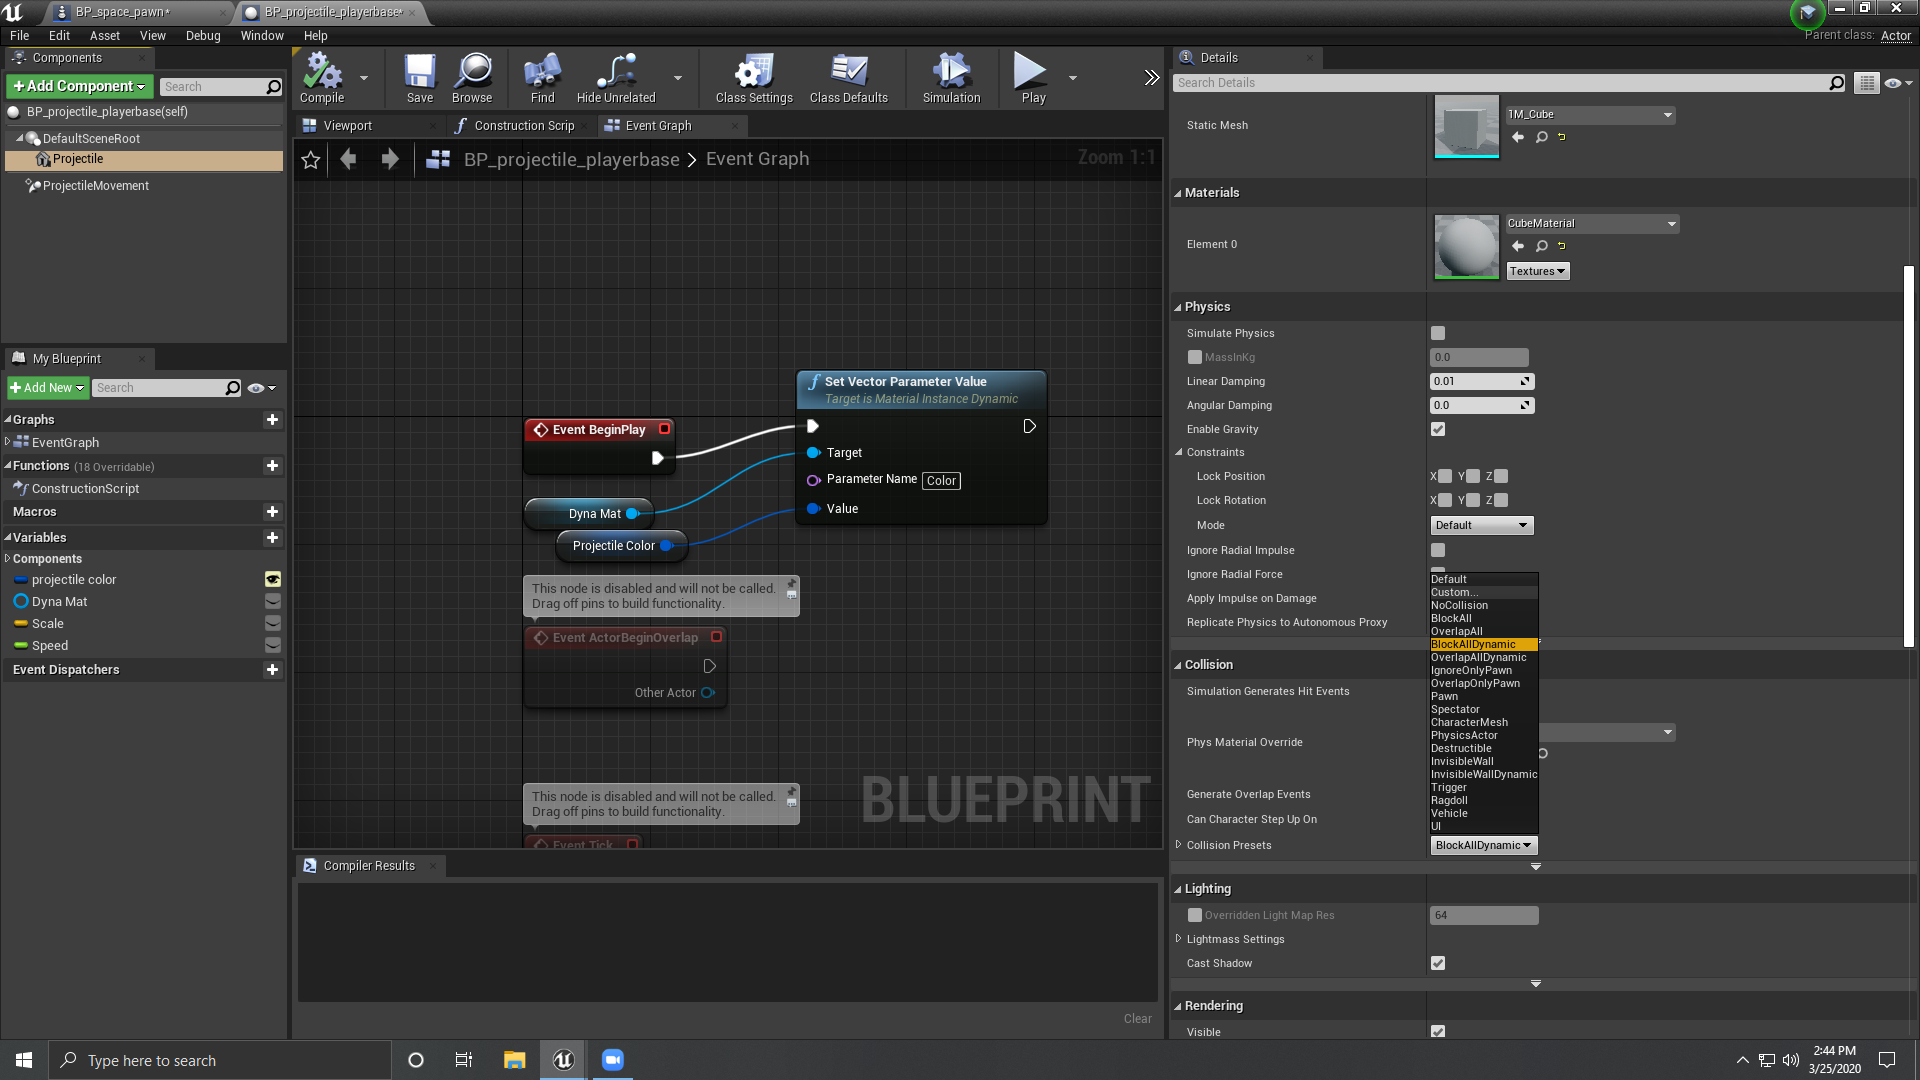 BP_space_pawn*
BP_projectile_playerbase*
File Edit Asset View Debug Window Help
Parent class: Actor
Components
+Add Component
Search
BP_projectile_playerbase(self)
DefaultSceneRoot
Projectile
ProjectileMovement
My Blueprint
+Add New
Search
Graphs
EventGraph
Functions (18 Overridable)
ConstructionScript
Macros
Variables
Components
projectile color
Dyna Mat
Scale
Speed
Event Dispatchers
Compile
Save
Browse
Find
Hide Unrelated
Class Settings
Class Defaults
Simulation
Play
Viewport
Construction Scrip
Event Graph
BP_projectile_playerbase > Event Graph
Zoom 1:1
Set Vector Parameter Value
Target is Material Instance Dynamic
Target
Parameter Name Color
Value
Event BeginPlay
Dyna Mat
Projectile Color
This node is disabled and will not be called.
Drag off pins to build functionality.
Event ActorBeginOverlap
Other Actor
This node is disabled and will not be called.
Drag off pins to build functionality.
Event Tick
BLUEPRINT
Compiler Results
Clear
Details
Search Details
Static Mesh
1M_Cube
Materials
Element 0
CubeMaterial
Textures
Physics
Simulate Physics
MassInKg 0.0
Linear Damping 0.01
Angular Damping 0.0
Enable Gravity
Constraints
Lock Position X Y Z
Lock Rotation X Y Z
Mode Default
Ignore Radial Impulse
Ignore Radial Force
Apply Impulse on Damage
Replicate Physics to Autonomous Proxy
Default
Custom...
NoCollision
BlockAll
OverlapAll
BlockAllDynamic
OverlapAllDynamic
IgnoreOnlyPawn
OverlapOnlyPawn
Pawn
Spectator
CharacterMesh
PhysicsActor
Destructible
InvisibleWall
InvisibleWallDynamic
Trigger
Ragdoll
Vehicle
UI
Collision
Simulation Generates Hit Events
Phys Material Override
Generate Overlap Events
Can Character Step Up On
Collision Presets BlockAllDynamic
Lighting
Overridden Light Map Res 64
Lightmass Settings
Cast Shadow
Rendering
Visible
Type here to search
2:44 PM
3/25/2020